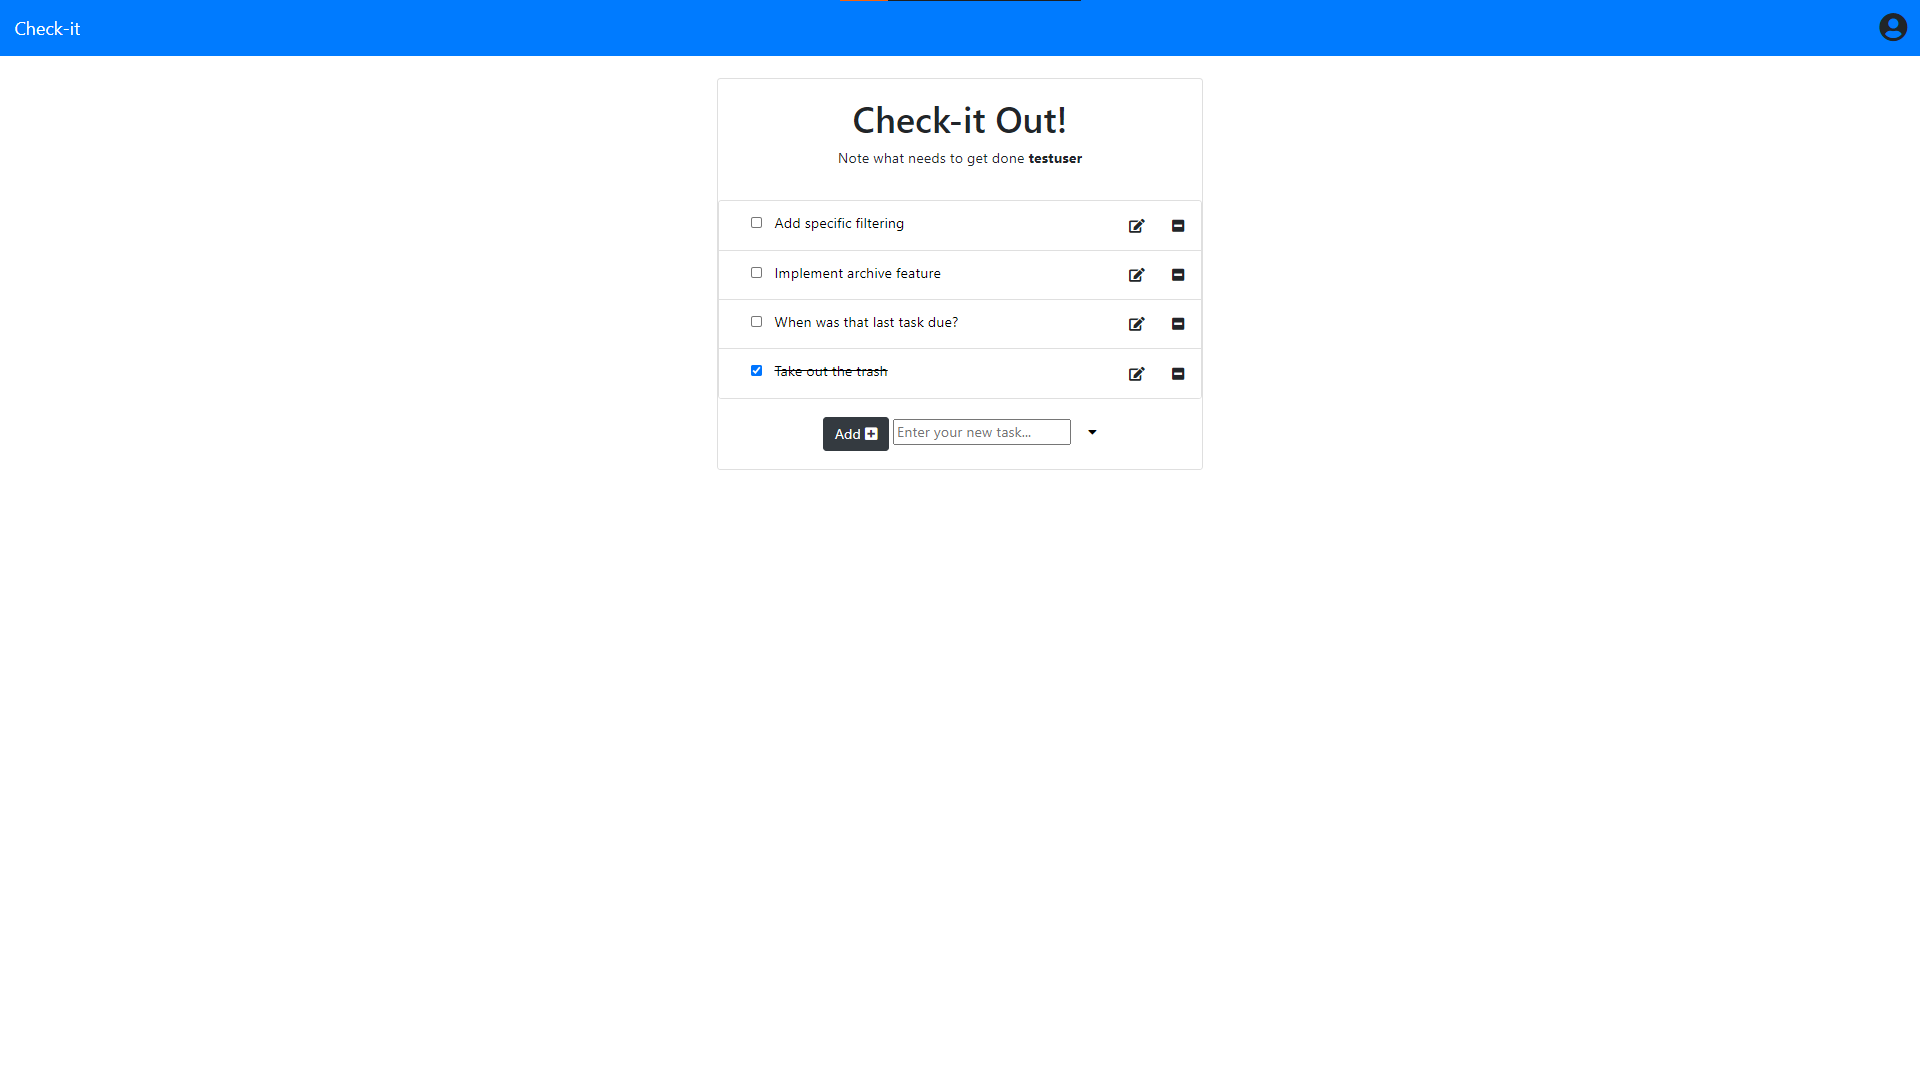 Check-it
Check-it Out!
Note what needs to get done testuser
Add specific filtering
Implement archive feature
When was that last task due?
Take out the trash
Add Enter your new task...